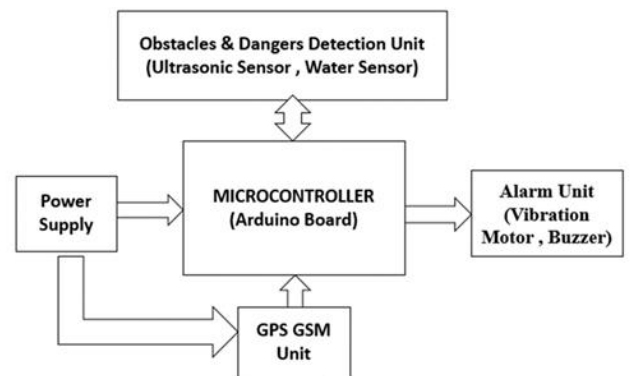 Obstacles & Dangers Detection Unit
(Ultrasonic Sensor , Water Sensor)
Power
Supply
MICROCONTROLLER
(Arduino Board)
Alarm Unit
(Vibration
Motor , Buzzer)
GPS GSM
Unit